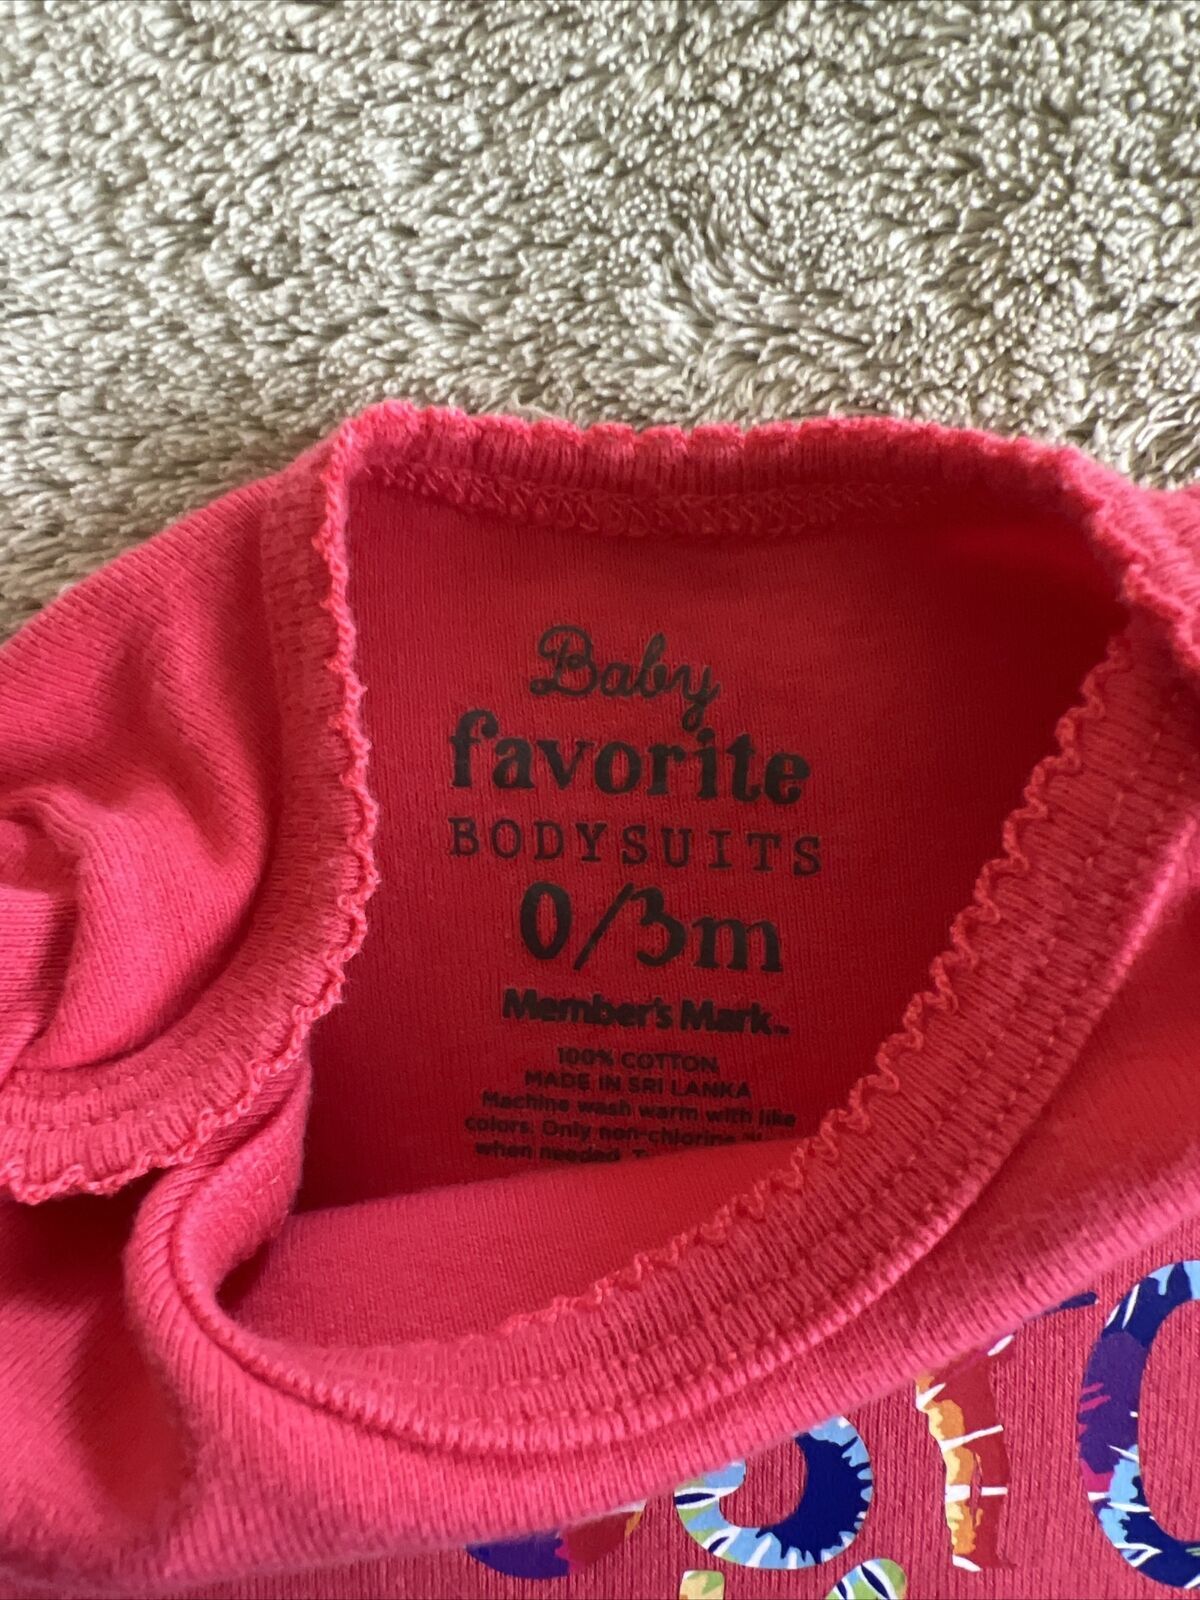 Baby
favorite
BODYSUITS
0/3m
Member's Mark™
100% COTTON
MADE IN SRI LANKA
Machine wash warm with like
colors. Only non-chlorine
when needed.